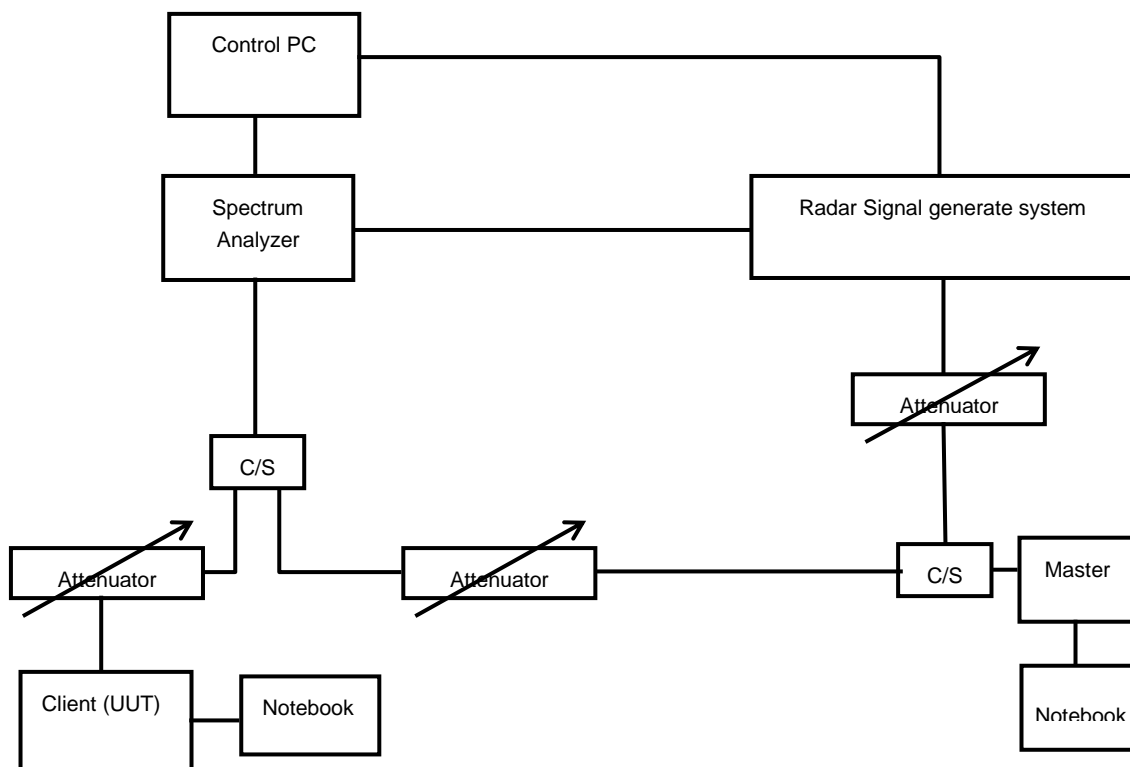 Control PC
Spectrum
Analyzer
Radar Signal generate system
Attenuator
C/S
Attenuator
Attenuator
C/S
Master
Client (UUT)
Notebook
Notebook